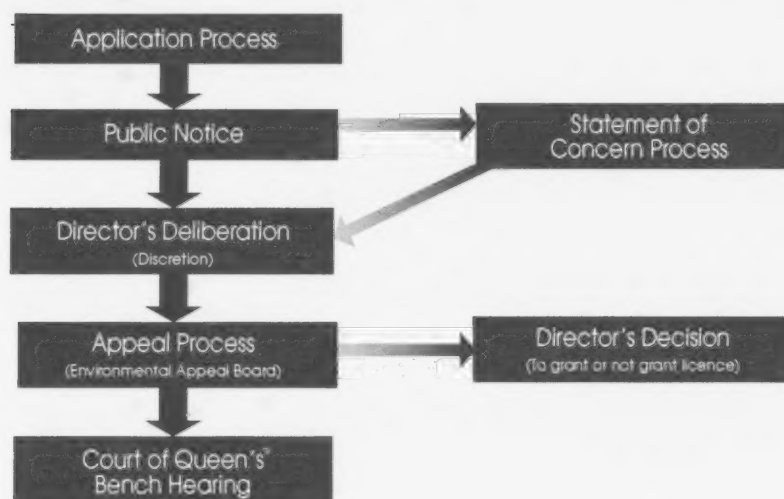 Application Process
Public Notice
Statement of
Concern Process
Director's Deliberation
(Discretion)
Appeal Process
(Environmental Appeal Board)
Director's Decision
(To grant or not grant licence)
Court of Queen's
Bench Hearing